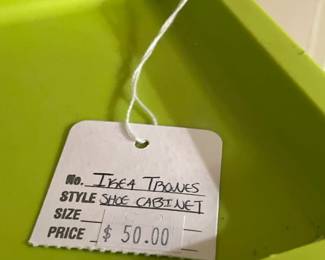 No. IKEA TRONES
STYLE SHOE CABINET
SIZE
PRICE $ 50.00